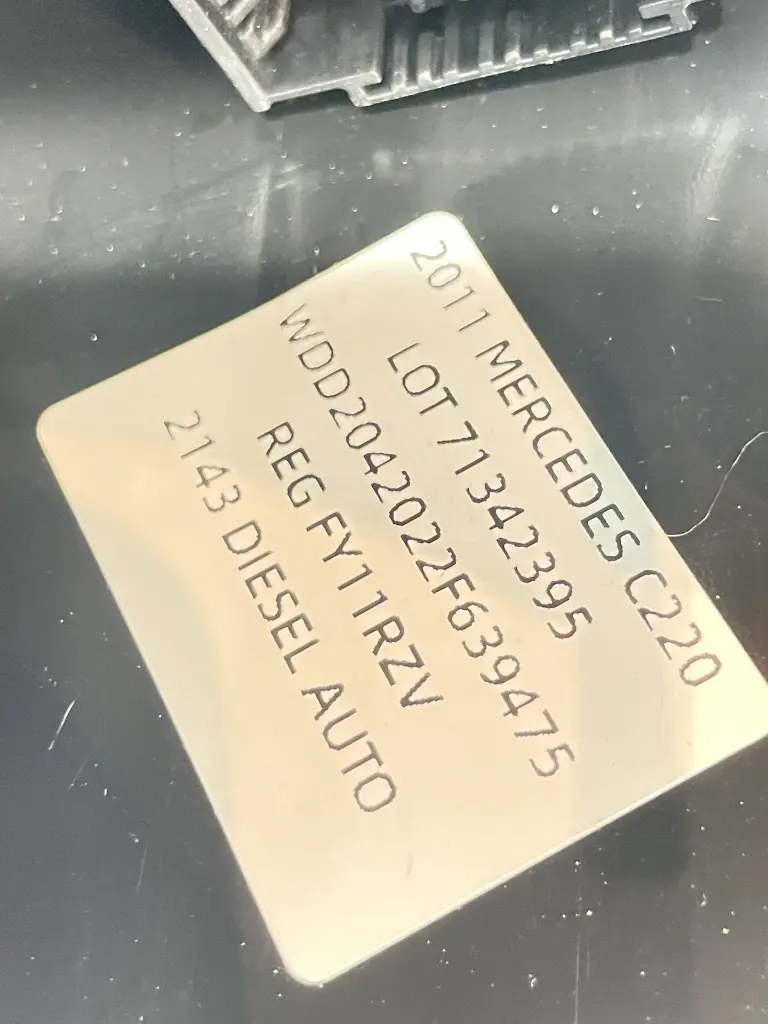 2011 MERCEDES C220
LOT 71342395
WDD2042022F639475
REG FY11RZV
2143 DIESEL AUTO